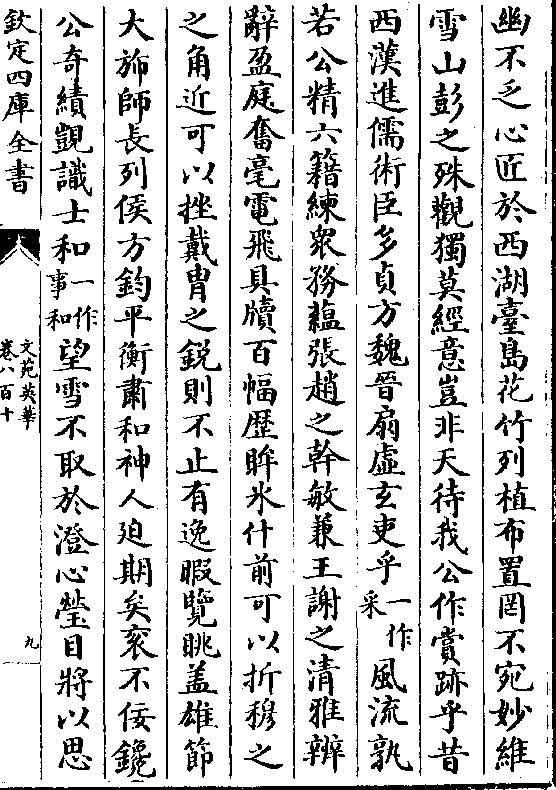 幽不乏心匠於西湖臺島花竹列植布置罔不宛妙維
雪山彭之殊觀獨莫經意豈非天待我公作賞跡乎昔
西漢進儒術臣多貞方魏晉扇虛玄吏乎一作采風流孰
若公精六籍練衆務藴張趙之幹敏兼王謝之清雅辨
辭盈庭奮毫電飛具牘百幅歴眸氷什前可以折穆之
之角近可以挫戴胄之鋭則不止有逸暇覽眺盖雄節
大斾師長列侯方鈞平衡肅和神人廹期矣衮不佞鑱
公奇績覬識士和一作事和望雪不取於澄心瑩目將以思
欽定四庫全書
文苑英華
卷八百十
九